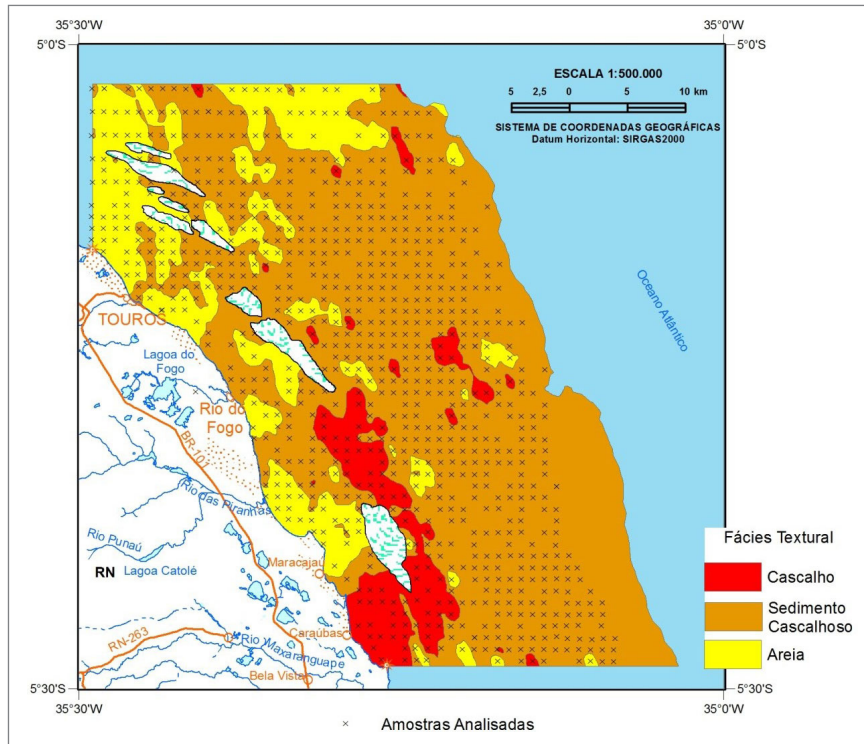 35°30'W
35°0'W
5°0'S
5°0'S
ESCALA 1:500.000
5 2,5 0 5 10 km
SISTEMA DE COORDENADAS GEOGRÁFICAS
Datum Horizontal: SIRGAS2000
Oceano Atlântico
TOUROS
Lagoa do
Fogo
Rio do
Fogo
BR-101
Rio das Piranhas
Rio Punaú
RN
Lagoa Catolé
Maracajaú
Caraúbas
RN-263
Rio Maxaranguape
Bela Vista
Fácies Textural
Cascalho
Sedimento
Cascalhoso
Areia
5°30'S
5°30'S
35°30'W
35°0'W
× Amostras Analisadas